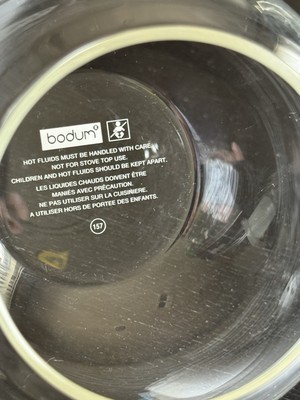 bodum®
HOT FLUIDS MUST BE HANDLED WITH CARE.
NOT FOR STOVE TOP USE.
CHILDREN AND HOT FLUIDS SHOULD BE KEPT APART.
LES LIQUIDES CHAUDS DOIVENT ÊTRE
MANIÉS AVEC PRÉCAUTION.
NE PAS UTILISER SUR LA CUISINIERE.
A UTILISER HORS DE PORTEE DES ENFANTS.
157